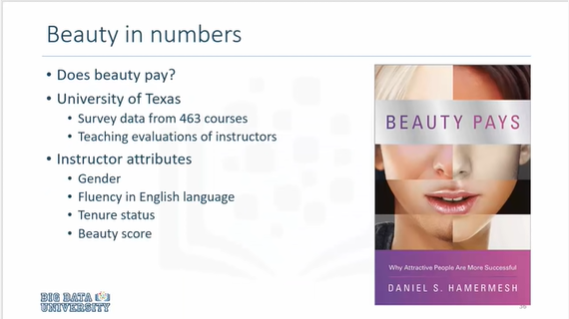 Beauty in numbers
• Does beauty pay?
• University of Texas
• Survey data from 463 courses
• Teaching evaluations of instructors
• Instructor attributes
• Gender
• Fluency in English language
• Tenure status
• Beauty score
BEAUTY PAYS
Why Attractive People Are More Successful
DANIEL S. HAMERMESH
BIG DATA
UNIVERSITY